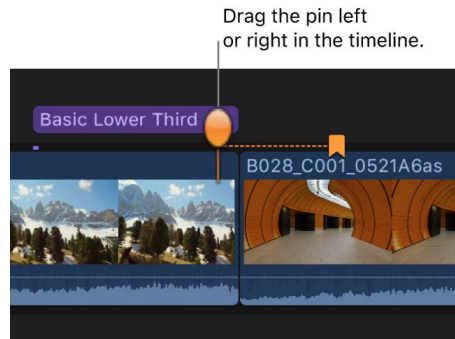 Drag the pin left
or right in the timeline.
Basic Lower Third
B028_C001_0521A6as